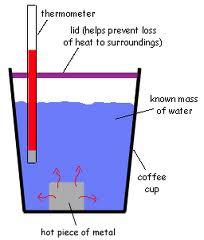 thermometer
lid (helps prevent loss
of heat to surroundings)
known mass
of water
coffee
cup
hot piece of metal